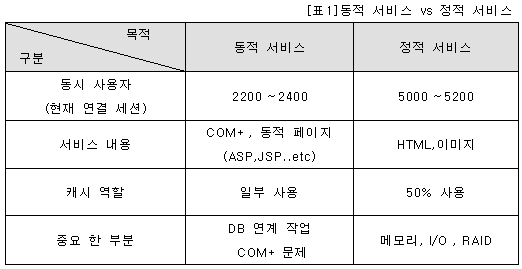 [표1]동적 서비스 vs 정적 서비스
목적
구분
동적 서비스
정적 서비스
동시 사용자
(현재 연결 세션)
2200 ~ 2400
5000 ~ 5200
서비스 내용
COM+ , 동적 페이지
(ASP,JSP..etc)
HTML,이미지
캐시 역할
일부 사용
50% 사용
중요 한 부분
DB 연계 작업
COM+ 문제
메모리, I/O , RAID